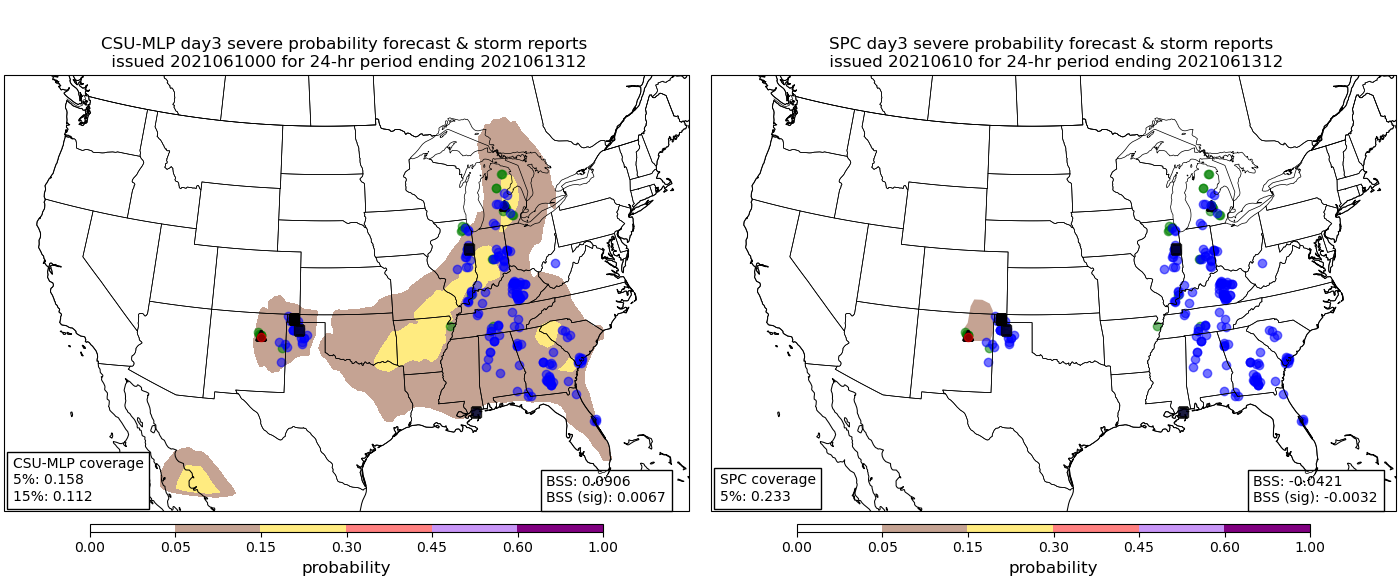 CSU-MLP day3 severe probability forecast & storm reports
issued 2021061000 for 24-hr period ending 2021061312
CSU-MLP coverage
5%: 0.158
15%: 0.112
BSS: 0.0906
BSS (sig): 0.0067
0.00 0.05 0.15 0.30 0.45 0.60 1.00
probability
SPC day3 severe probability forecast & storm reports
issued 20210610 for 24-hr period ending 2021061312
SPC coverage
5%: 0.233
BSS: -0.0421
BSS (sig): -0.0032
0.00 0.05 0.15 0.30 0.45 0.60 1.00
probability